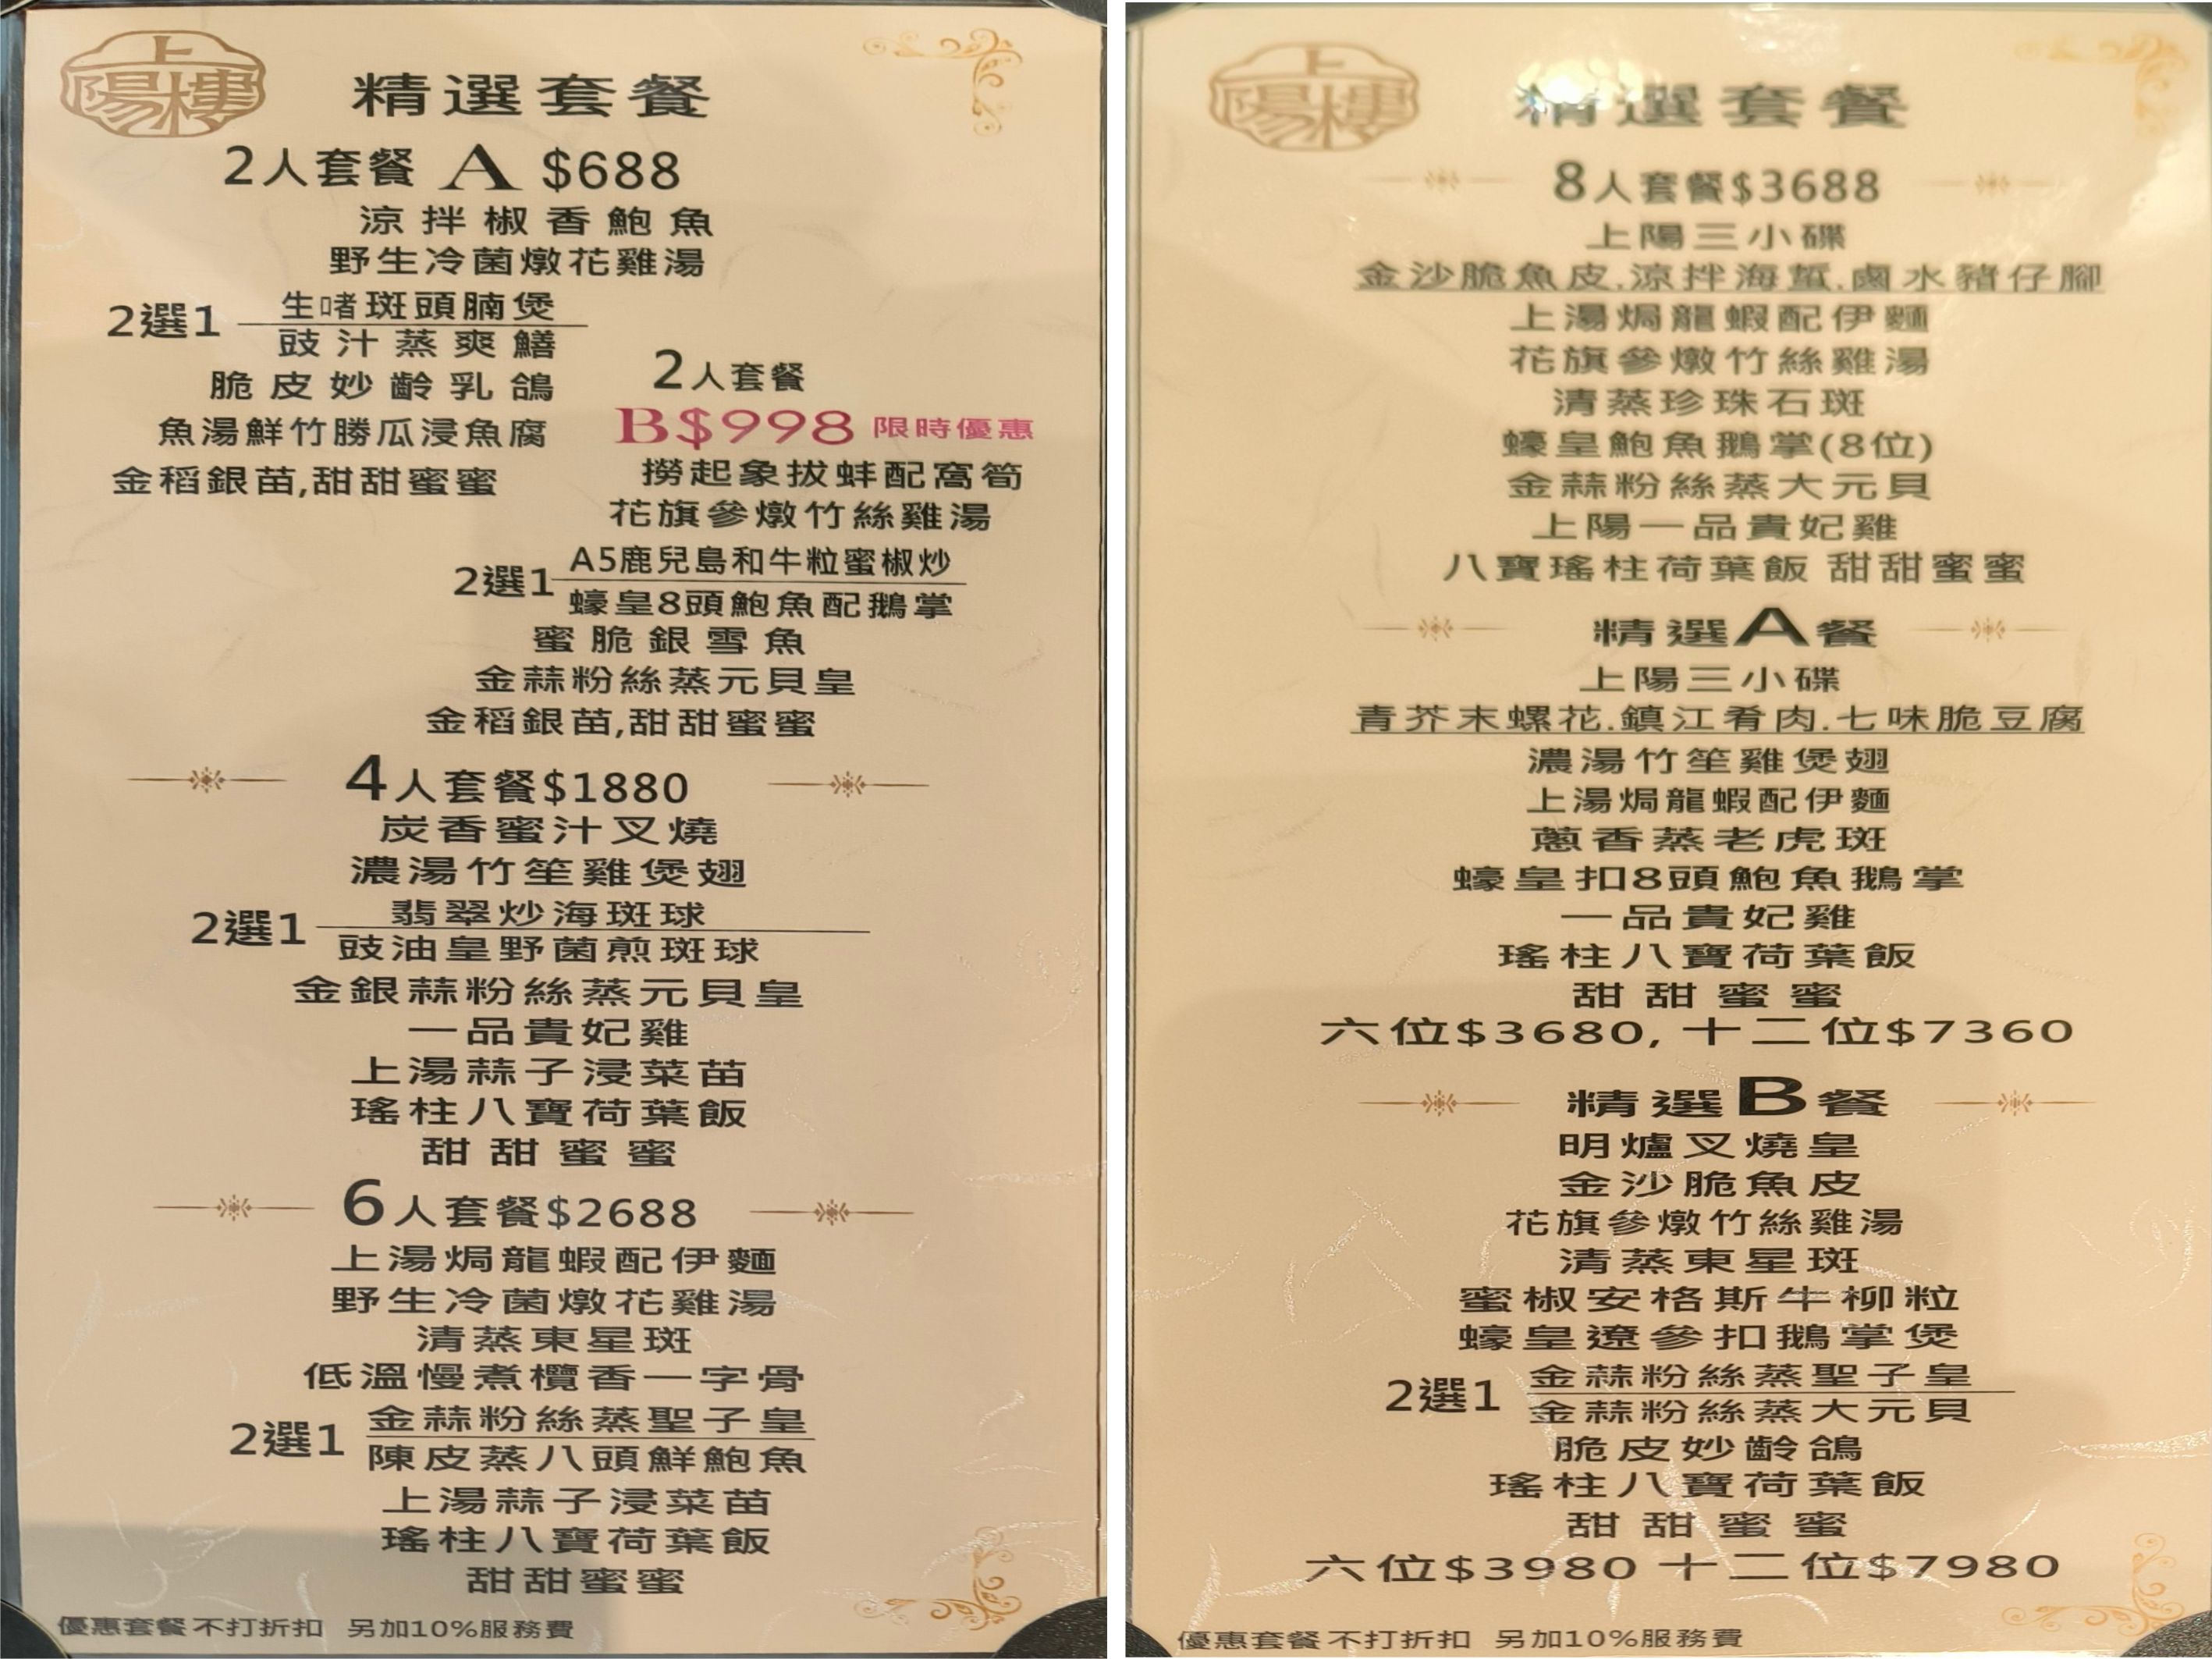 上陽樓
精選套餐
2人套餐 A $688
涼拌椒香鮑魚
野生冷菌燉花雞湯
2選1
生啫斑頭腩煲
豉汁蒸爽鱔
脆皮妙齡乳鴿
魚湯鮮竹勝瓜浸魚腐
金稻銀苗,甜甜蜜蜜
2人套餐
B$998 限時優惠
撈起象拔蚌配窩筍
花旗參燉竹絲雞湯
2選1
A5鹿兒島和牛粒蜜椒炒
蠔皇8頭鮑魚配鵝掌
蜜脆銀雪魚
金蒜粉絲蒸元貝皇
金稻銀苗,甜甜蜜蜜
4人套餐$1880
炭香蜜汁叉燒
濃湯竹笙雞煲翅
2選1
翡翠炒海斑球
豉油皇野菌煎斑球
金銀蒜粉絲蒸元貝皇
一品貴妃雞
上湯蒜子浸菜苗
瑤柱八寶荷葉飯
甜甜蜜蜜
6人套餐$2688
上湯焗龍蝦配伊麵
野生冷菌燉花雞湯
清蒸東星斑
低溫慢煮欖香一字骨
2選1
金蒜粉絲蒸聖子皇
陳皮蒸八頭鮮鮑魚
上湯蒜子浸菜苗
瑤柱八寶荷葉飯
甜甜蜜蜜
優惠套餐不打折扣 另加10%服務費
上陽樓
精選套餐
8人套餐$3688
上陽三小碟
金沙脆魚皮.涼拌海蜇.鹵水豬仔腳
上湯焗龍蝦配伊麵
花旗參燉竹絲雞湯
清蒸珍珠石斑
蠔皇鮑魚鵝掌(8位)
金蒜粉絲蒸大元貝
上陽一品貴妃雞
八寶瑤柱荷葉飯 甜甜蜜蜜
精選A餐
上陽三小碟
青芥末螺花.鎮江肴肉.七味脆豆腐
濃湯竹笙雞煲翅
上湯焗龍蝦配伊麵
蔥香蒸老虎斑
蠔皇扣8頭鮑魚鵝掌
一品貴妃雞
瑤柱八寶荷葉飯
甜甜蜜蜜
六位$3680, 十二位$7360
精選B餐
明爐叉燒皇
金沙脆魚皮
花旗參燉竹絲雞湯
清蒸東星斑
蜜椒安格斯牛柳粒
蠔皇遼參扣鵝掌煲
2選1
金蒜粉絲蒸聖子皇
金蒜粉絲蒸大元貝
脆皮妙齡鴿
瑤柱八寶荷葉飯
甜甜蜜蜜
六位$3980 十二位$7980
優惠套餐不打折扣 另加10%服務費